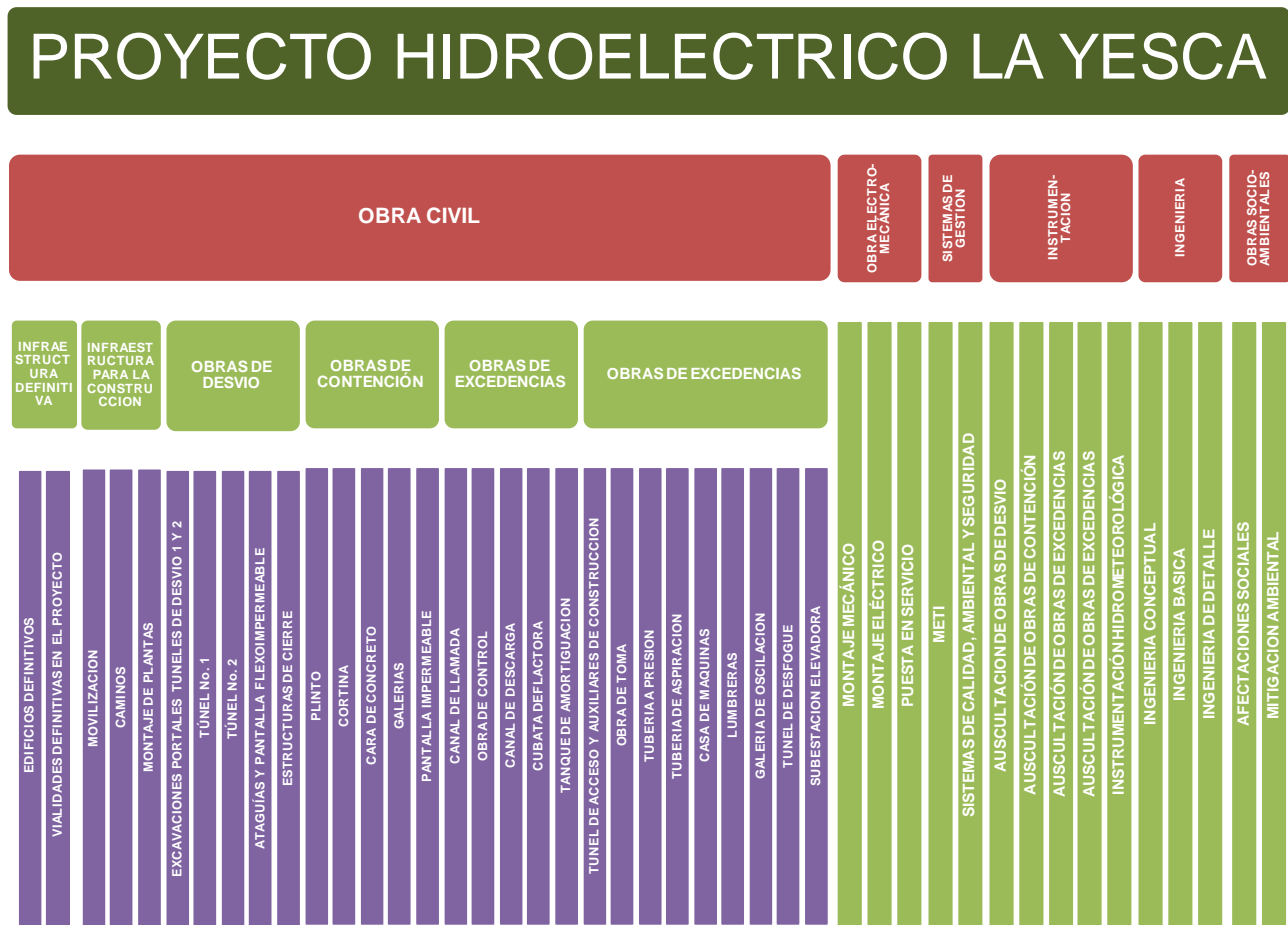 PROYECTO HIDROELECTRICO LA YESCA
OBRA CIVIL
OBRA ELECTRO-
MECÁNICA
SISTEMAS DE
GESTION
INSTRUMEN-
TACION
INGENIERIA
OBRAS SOCIO-
AMBIENTALES
INFRAE
STRUCT
URA
DEFINITI
VA
INFRAEST
RUCTURA
PARA LA
CONSTRU
CCION
OBRAS DE
DESVIO
OBRAS DE
CONTENCIÓN
OBRAS DE
EXCEDENCIAS
OBRAS DE EXCEDENCIAS
EDIFICIOS DEFINITIVOS
VIALIDADES DEFINITIVAS EN EL PROYECTO
MOVILIZACION
CAMINOS
MONTAJE DE PLANTAS
EXCAVACIONES PORTALES TUNELES DE DESVIO 1 Y 2
TÚNEL No. 1
TÚNEL No. 2
ATAGUÍAS Y PANTALLA FLEXOIMPERMEABLE
ESTRUCTURAS DE CIERRE
PLINTO
CORTINA
CARA DE CONCRETO
GALERIAS
PANTALLA IMPERMEABLE
CANAL DE LLAMADA
OBRA DE CONTROL
CANAL DE DESCARGA
CUBATA DEFLACTORA
TANQUE DE AMORTIGUACION
TUNEL DE ACCESO Y AUXILIARES DE CONSTRUCCION
OBRA DE TOMA
TUBERIA A PRESION
TUBERIA DE ASPIRACION
CASA DE MAQUINAS
LUMBRERAS
GALERIA DE OSCILACION
TUNEL DE DESFOGUE
SUBESTACION ELEVADORA
MONTAJE MECÁNICO
MONTAJE ELÉCTRICO
PUESTA EN SERVICIO
METI
SISTEMAS DE CALIDAD, AMBIENTAL Y SEGURIDAD
AUSCULTACION DE OBRAS DE DESVIO
AUSCULTACIÓN DE OBRAS DE CONTENCIÓN
AUSCULTACIÓN DE OBRAS DE EXCEDENCIAS
AUSCULTACIÓN DE OBRAS DE EXCEDENCIAS
INSTRUMENTACIÓN HIDROMETEOROLÓGICA
INGENIERIA CONCEPTUAL
INGENIERIA BASICA
INGENIERIA DE DETALLE
AFECTACIONES SOCIALES
MITIGACION AMBIENTAL